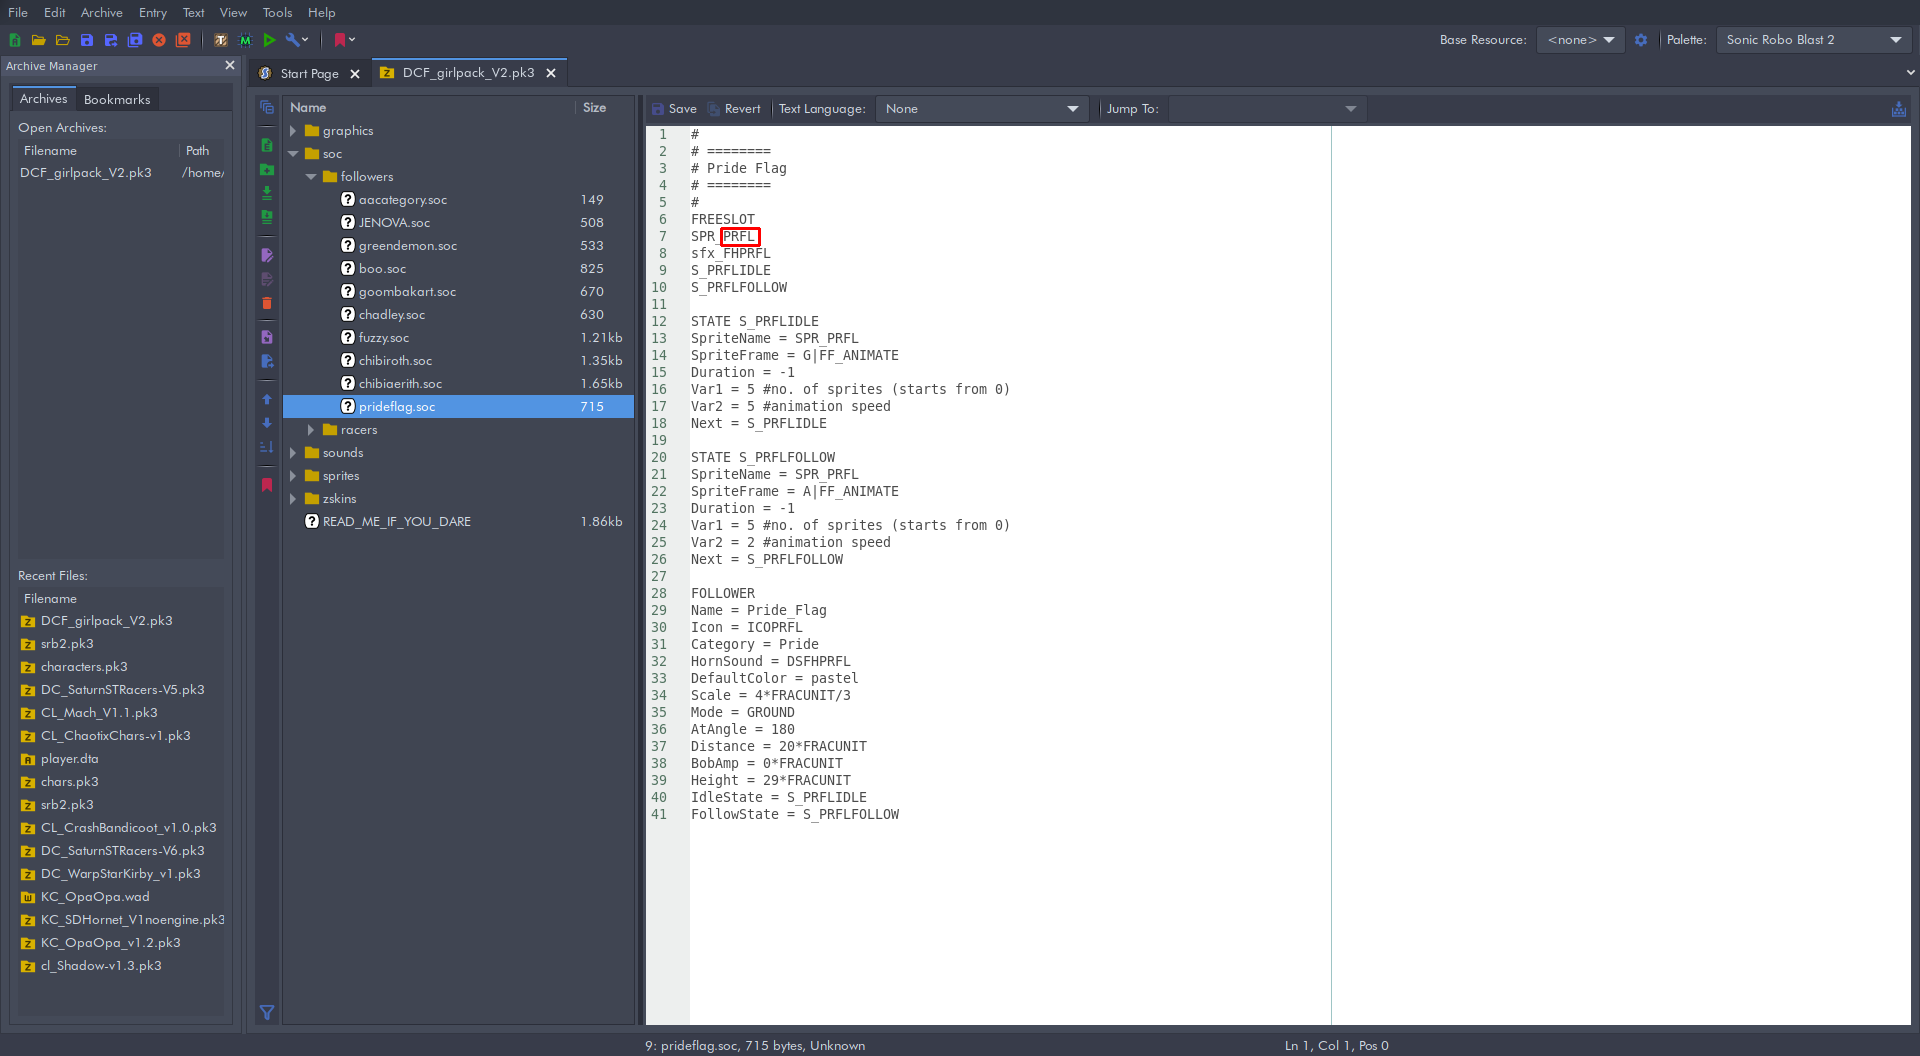 File Edit Archive Entry Text View Tools Help
Base Resource: <none> Palette: Sonic Robo Blast 2
Archive Manager
Archives Bookmarks
Open Archives:
Filename Path
DCF_girlpack_V2.pk3 /home/
Recent Files:
Filename
DCF_girlpack_V2.pk3
srb2.pk3
characters.pk3
DC_SaturnSTRacers-V5.pk3
CL_Mach_V1.1.pk3
CL_ChaotixChars-v1.pk3
player.dta
chars.pk3
srb2.pk3
CL_CrashBandicoot_v1.0.pk3
DC_SaturnSTRacers-V6.pk3
DC_WarpStarKirby_v1.pk3
KC_OpaOpa.wad
KC_SDHornet_V1noengine.pk3
KC_OpaOpa_v1.2.pk3
cl_Shadow-v1.3.pk3
Start Page DCF_girlpack_V2.pk3
Name Size
graphics
soc
followers
aacategory.soc 149
JENOVA.soc 508
greendemon.soc 533
boo.soc 825
goombakart.soc 670
chadley.soc 630
fuzzy.soc 1.21kb
chibiroth.soc 1.35kb
chibiaerith.soc 1.65kb
prideflag.soc 715
racers
sounds
sprites
zskins
READ_ME_IF_YOU_DARE 1.86kb
Save Revert Text Language: None Jump To:
1 #
2 # ========
3 # Pride Flag
4 # ========
5 #
6 FREESLOT
7 SPR_PRFL
8 sfx_FHPRFL
9 S_PRFLIDLE
10 S_PRFLFOLLOW
11
12 STATE S_PRFLIDLE
13 SpriteName = SPR_PRFL
14 SpriteFrame = G|FF_ANIMATE
15 Duration = -1
16 Var1 = 5 #no. of sprites (starts from 0)
17 Var2 = 5 #animation speed
18 Next = S_PRFLIDLE
19
20 STATE S_PRFLFOLLOW
21 SpriteName = SPR_PRFL
22 SpriteFrame = A|FF_ANIMATE
23 Duration = -1
24 Var1 = 5 #no. of sprites (starts from 0)
25 Var2 = 2 #animation speed
26 Next = S_PRFLFOLLOW
27
28 FOLLOWER
29 Name = Pride_Flag
30 Icon = ICOPRFL
31 Category = Pride
32 HornSound = DSFHPRFL
33 DefaultColor = pastel
34 Scale = 4*FRACUNIT/3
35 Mode = GROUND
36 AtAngle = 180
37 Distance = 20*FRACUNIT
38 BobAmp = 0*FRACUNIT
39 Height = 29*FRACUNIT
40 IdleState = S_PRFLIDLE
41 FollowState = S_PRFLFOLLOW
9: prideflag.soc, 715 bytes, Unknown Ln 1, Col 1, Pos 0